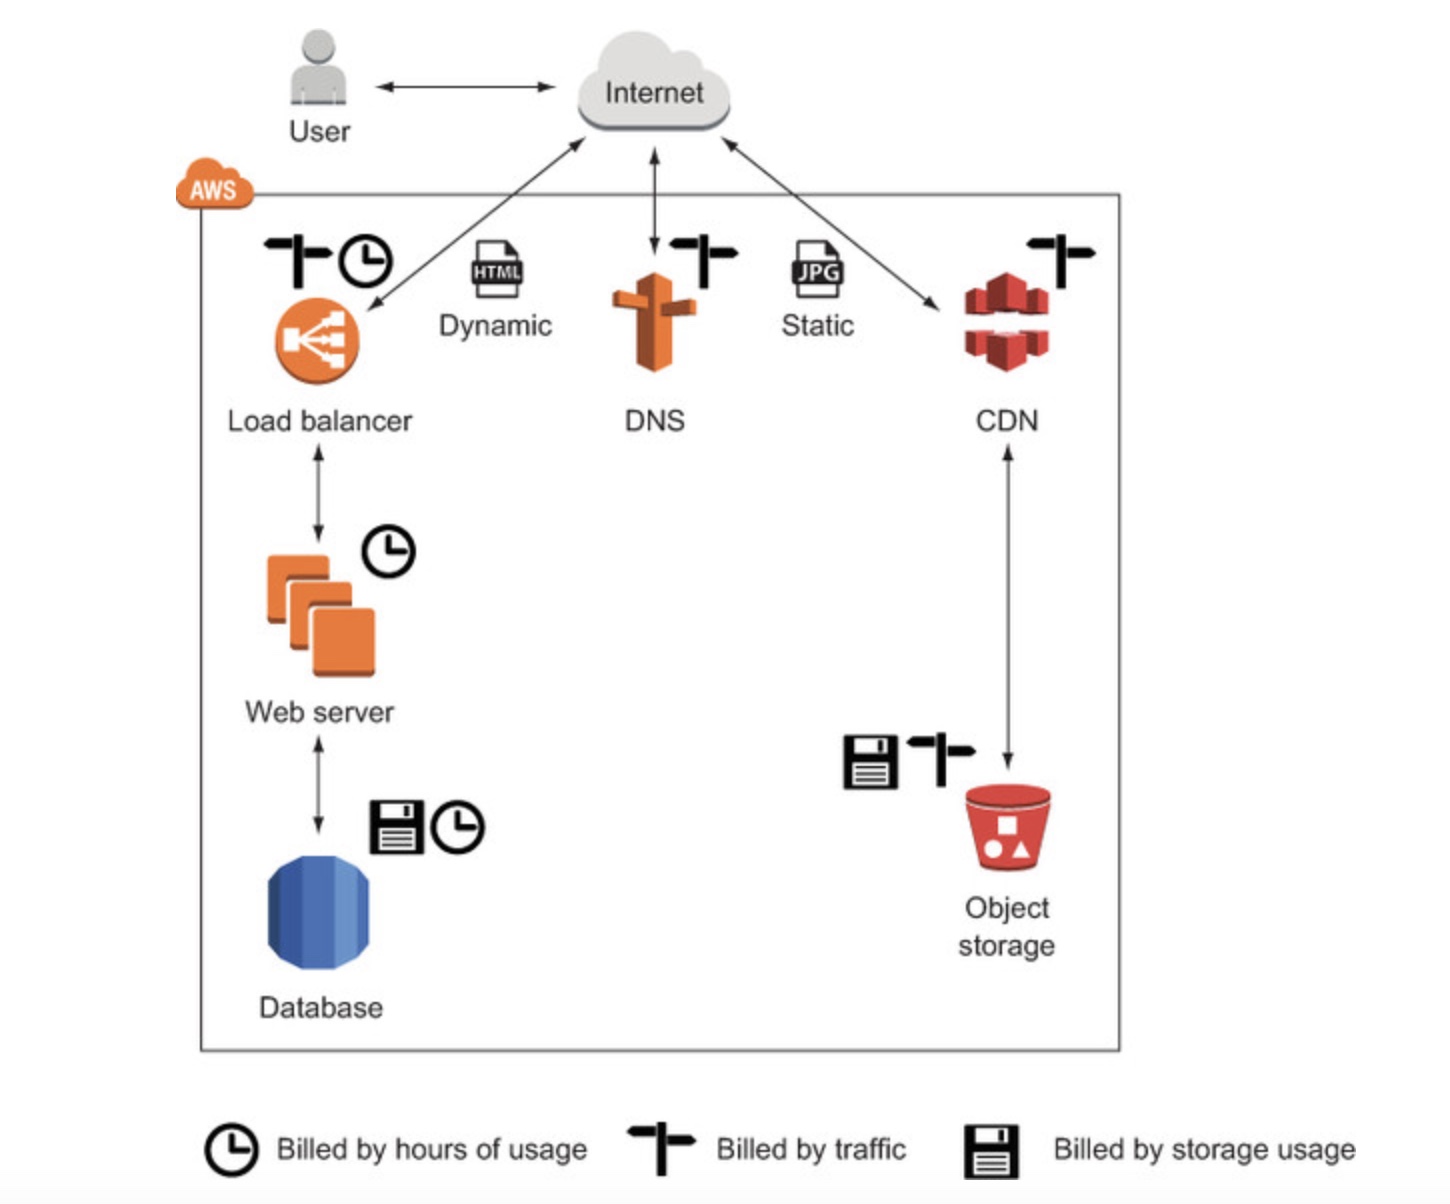 Internet
User
AWS
HTML
JPG
Dynamic
Static
Load balancer
DNS
CDN
Web server
Object
storage
Database
Billed by hours of usage
Billed by traffic
Billed by storage usage